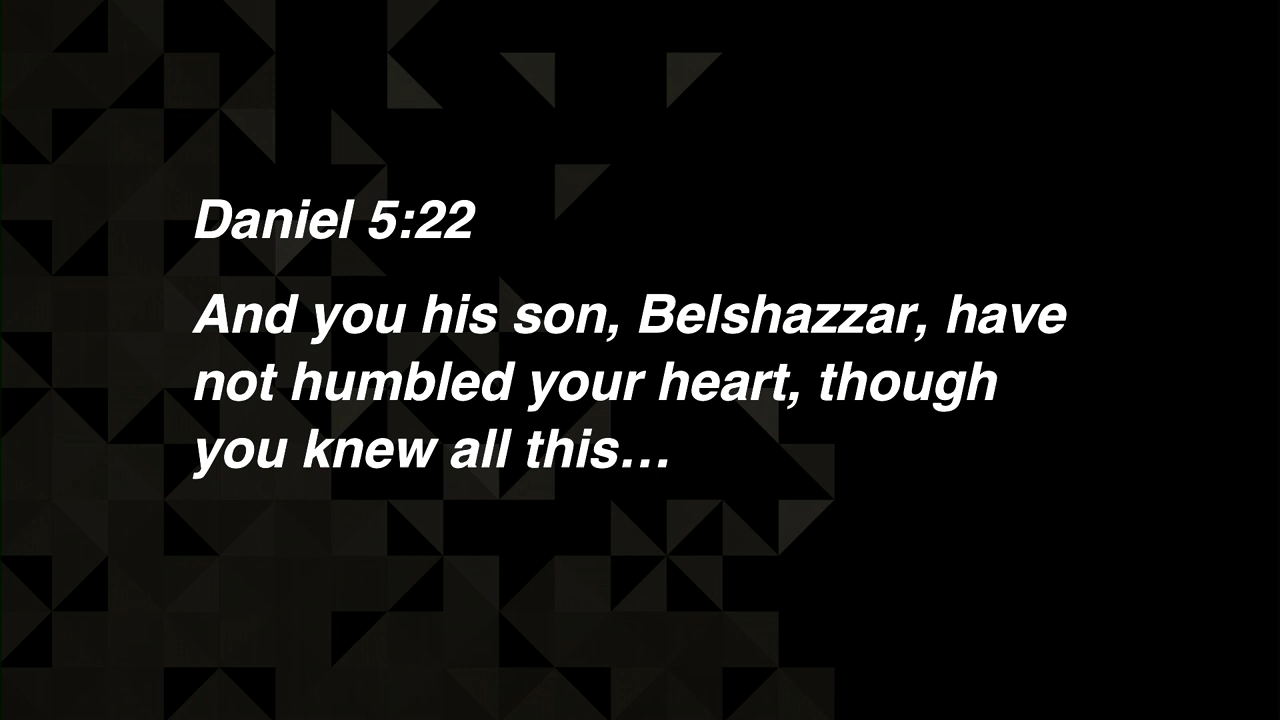 Daniel 5:22
And you his son, Belshazzar, have
not humbled your heart, though
you knew all this…